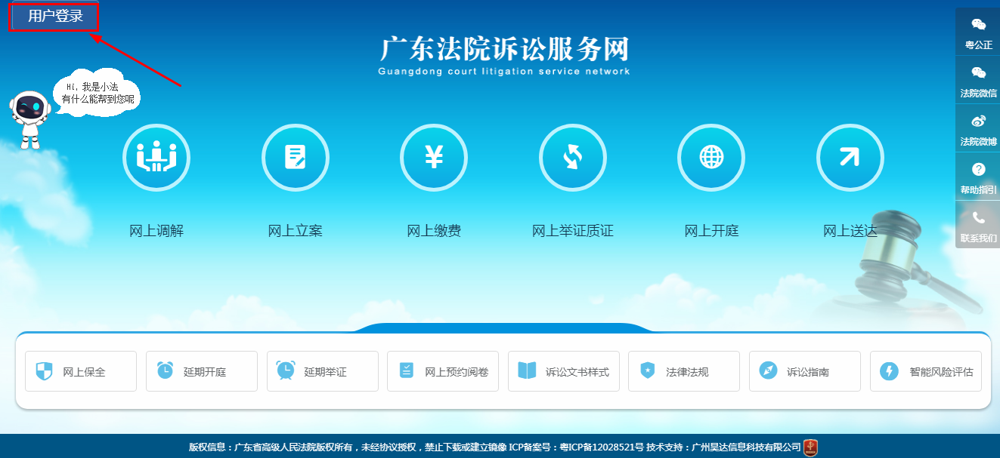 用户登录
广东法院诉讼服务网
Guangdong court litigation service network
Hi, 我是小法
有什么能帮到您呢
粤公正
法院微信
法院微博
帮助指引
联系我们
网上调解
网上立案
网上缴费
网上举证质证
网上开庭
网上送达
网上保全
延期开庭
延期举证
网上预约阅卷
诉讼文书样式
法律法规
诉讼指南
智能风险评估
版权信息：广东省高级人民法院版权所有，未经协议授权，禁止下载或建立镜像 ICP备案号：粤ICP备12028521号 技术支持：广州昊达信息科技有限公司